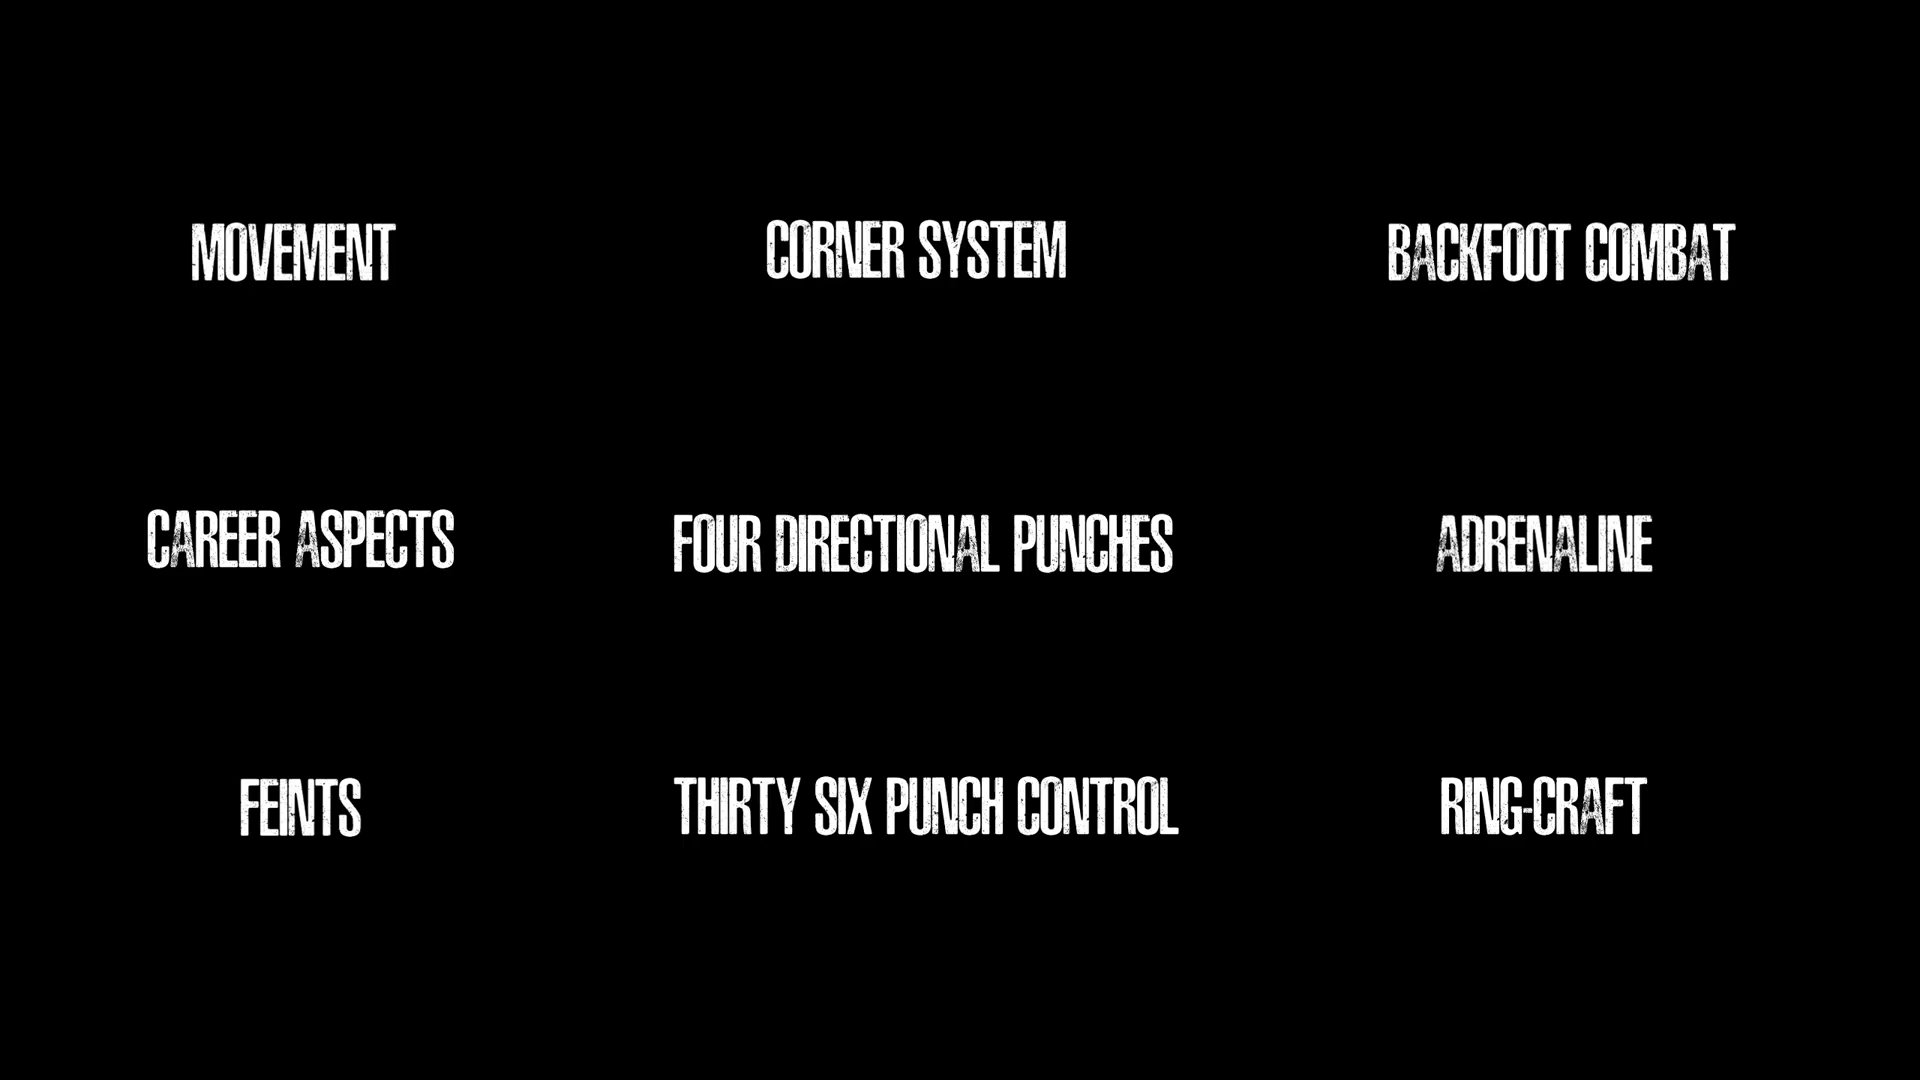 MOVEMENT
CORNER SYSTEM
BACKFOOT COMBAT
CAREER ASPECTS
FOUR DIRECTIONAL PUNCHES
ADRENALINE
FEINTS
THIRTY SIX PUNCH CONTROL
RING-CRAFT